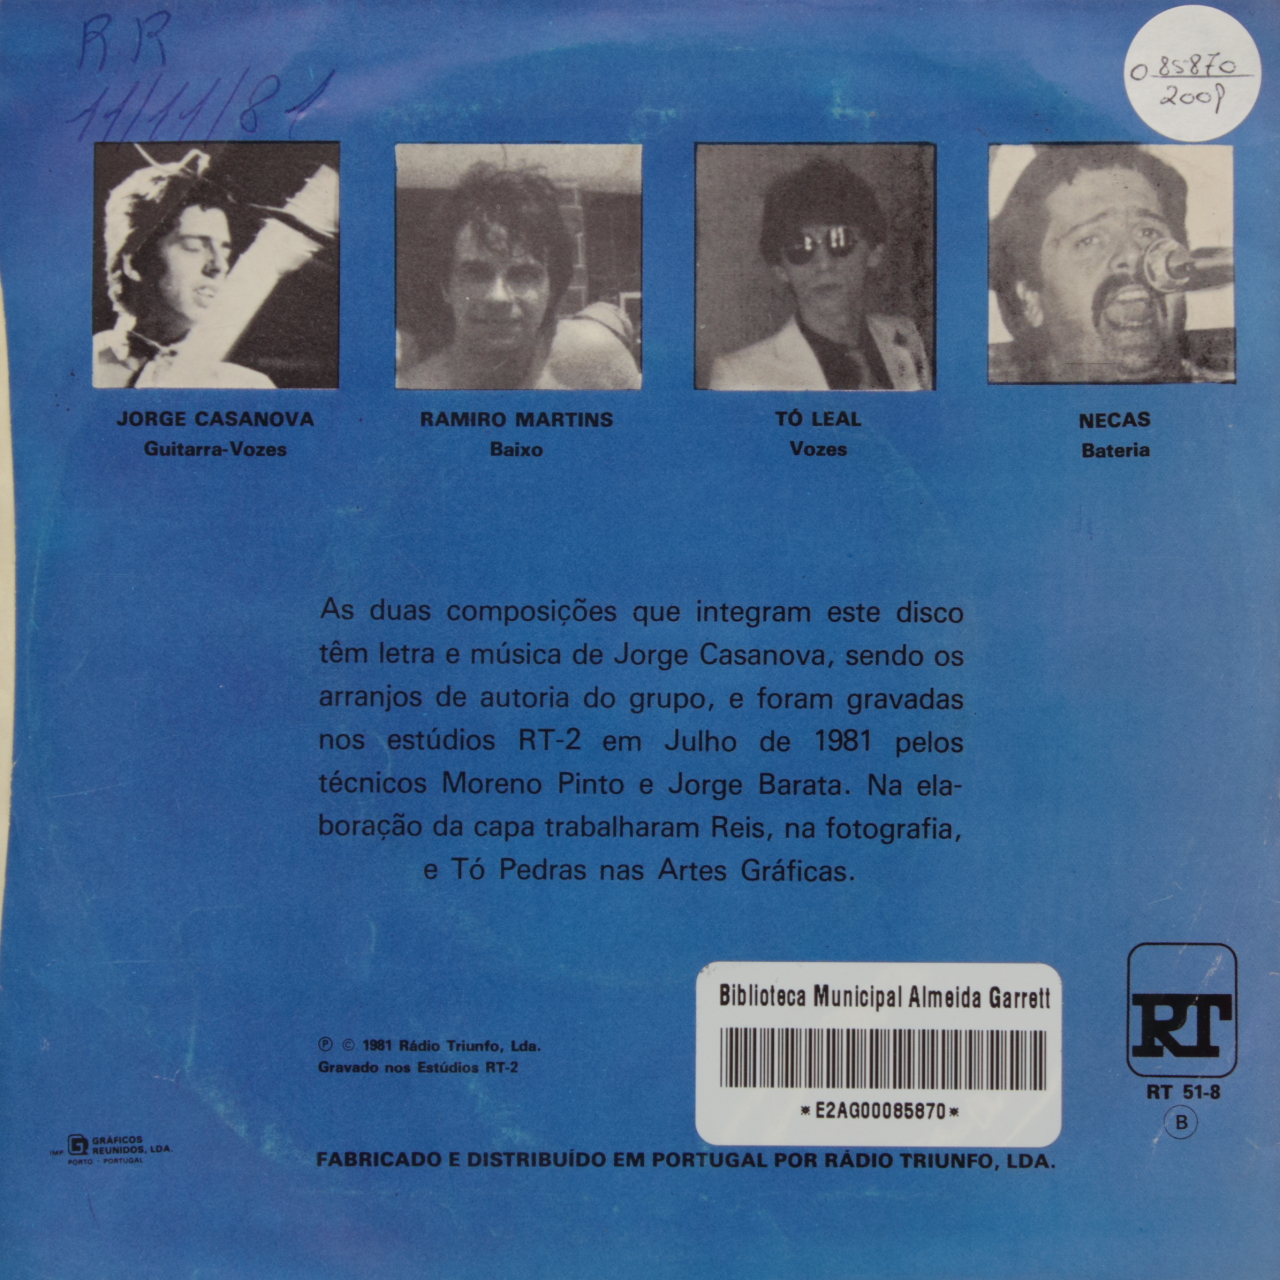 RR
11/11/81
0 85870
2009
JORGE CASANOVA
Guitarra-Vozes
RAMIRO MARTINS
Baixo
TÓ LEAL
Vozes
NECAS
Bateria
As duas composições que integram este disco
têm letra e música de Jorge Casanova, sendo os
arranjos de autoria do grupo, e foram gravadas
nos estúdios RT-2 em Julho de 1981 pelos
técnicos Moreno Pinto e Jorge Barata. Na ela-
boração da capa trabalharam Reis, na fotografia,
e Tó Pedras nas Artes Gráficas.
Biblioteca Municipal Almeida Garrett
*E2AG00085870*
RT
RT 51-8
B
℗ © 1981 Rádio Triunfo, Lda.
Gravado nos Estúdios RT-2
IMP. GRÁFICOS
REUNIDOS, LDA.
PORTO - PORTUGAL
FABRICADO E DISTRIBUÍDO EM PORTUGAL POR RÁDIO TRIUNFO, LDA.